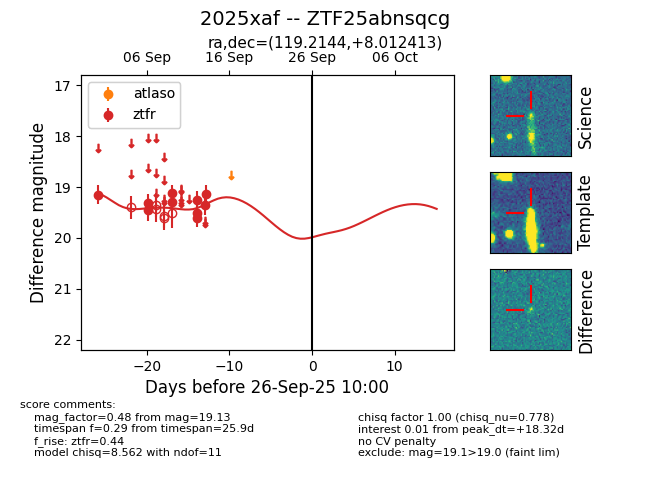 2025xaf -- ZTF25abnsqcg
ra,dec=(119.2144,+8.012413)
06 Sep 16 Sep 26 Sep 06 Oct
atlaso
ztfr
17
18
19
20
21
22
Difference magnitude
−20 −10 0 10
Days before 26-Sep-25 10:00
Science
Template
Difference
score comments:
mag_factor=0.48 from mag=19.13
timespan f=0.29 from timespan=25.9d
f_rise: ztfr=0.44
model chisq=8.562 with ndof=11
chisq factor 1.00 (chisq_nu=0.778)
interest 0.01 from peak_dt=+18.32d
no CV penalty
exclude: mag=19.1>19.0 (faint lim)